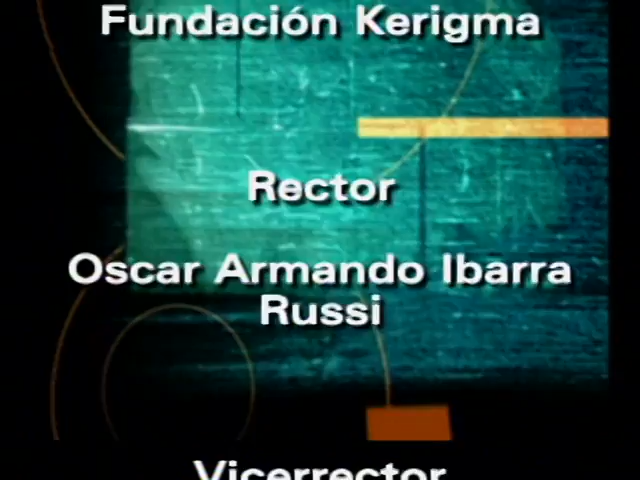 Fundación Kerigma
Rector
Oscar Armando Ibarra
Russi
Vicerrector